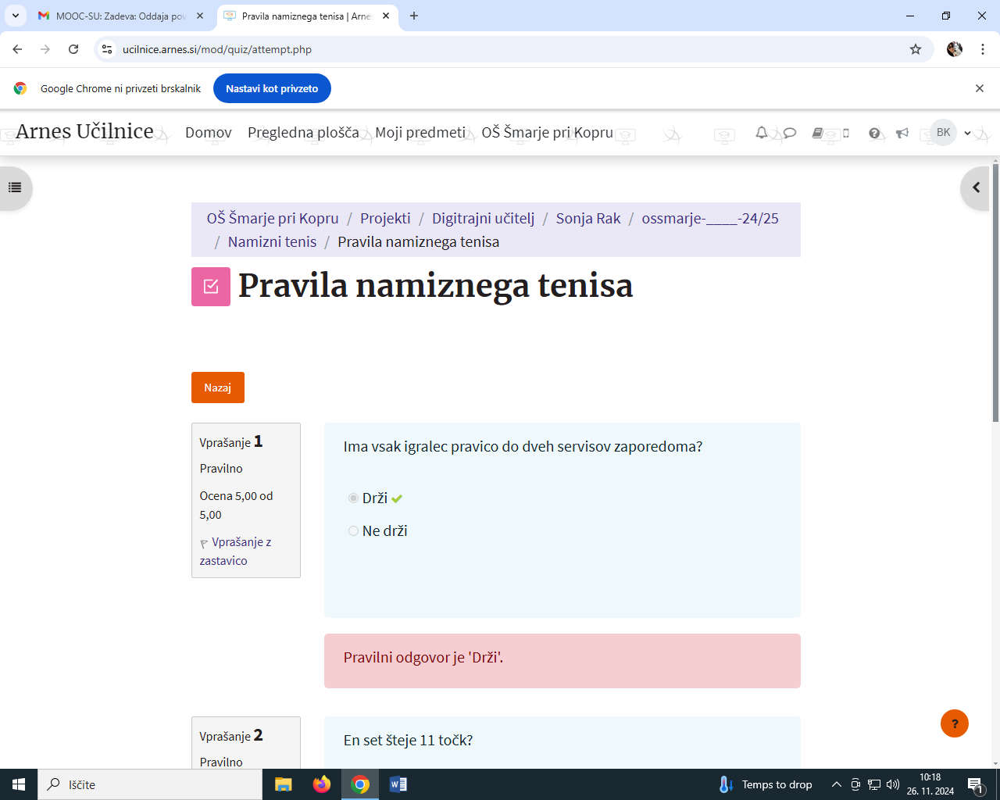 MOOC-SU: Zadeva: Oddaja pov
Pravila namiznega tenisa | Arnes
ucilnice.arnes.si/mod/quiz/attempt.php
Google Chrome ni privzeti brskalnik
Nastavi kot privzeto
Arnes Učilnice
Domov
Pregledna plošča
Moji predmeti
OŠ Šmarje pri Kopru
BK
OŠ Šmarje pri Kopru / Projekti / Digitrajni učitelj / Sonja Rak / ossmarje-____-24/25
/ Namizni tenis / Pravila namiznega tenisa
Pravila namiznega tenisa
Nazaj
Vprašanje 1
Pravilno
Ocena 5,00 od
5,00
Vprašanje z
zastavico
Ima vsak igralec pravico do dveh servisov zaporedoma?
Drži
Ne drži
Pravilni odgovor je 'Drži'.
Vprašanje 2
Pravilno
En set šteje 11 točk?
?
Iščite
Temps to drop
10:18
26. 11. 2024
1